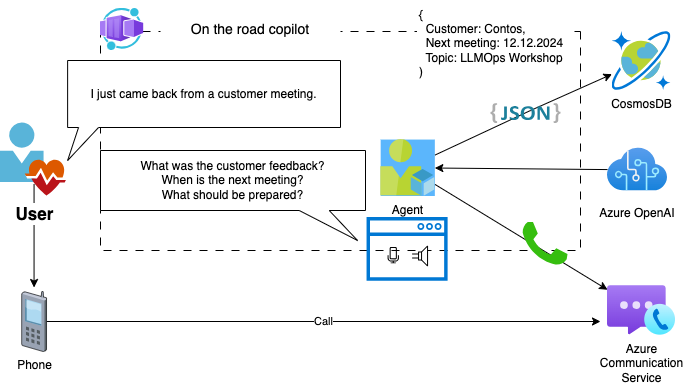 On the road copilot
{
Customer: Contos,
Next meeting: 12.12.2024
Topic: LLMOps Workshop
)
I just came back from a customer meeting.
{JSON}
CosmosDB
What was the customer feedback?
When is the next meeting?
What should be prepared?
User
Agent
Azure OpenAI
Call
Phone
Azure
Communication
Service